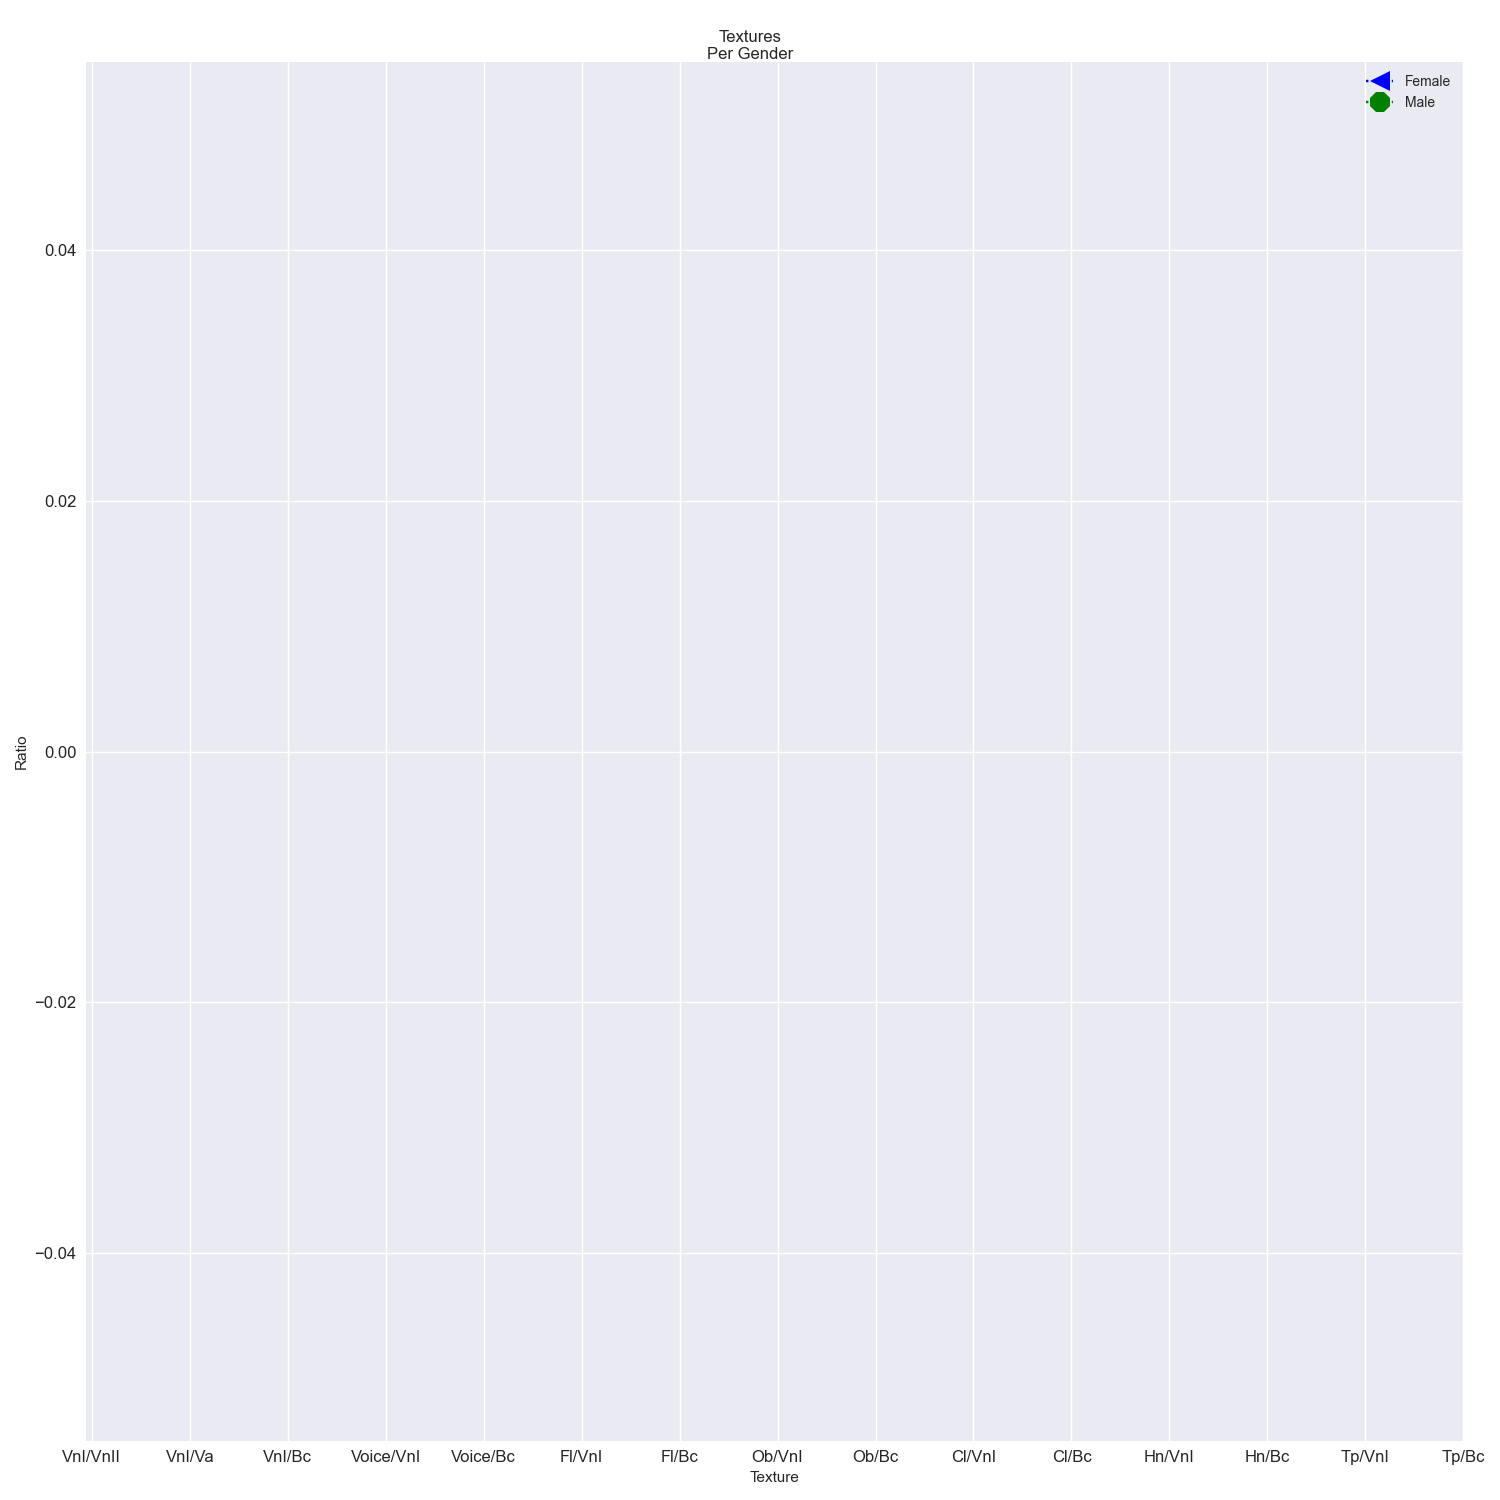 Textures
Per Gender
Female
Male
0.04
0.02
0.00
−0.02
−0.04
Ratio
VnI/VnII VnI/Va VnI/Bc Voice/VnI Voice/Bc Fl/VnI Fl/Bc Ob/VnI Ob/Bc Cl/VnI Cl/Bc Hn/VnI Hn/Bc Tp/VnI Tp/Bc
Texture